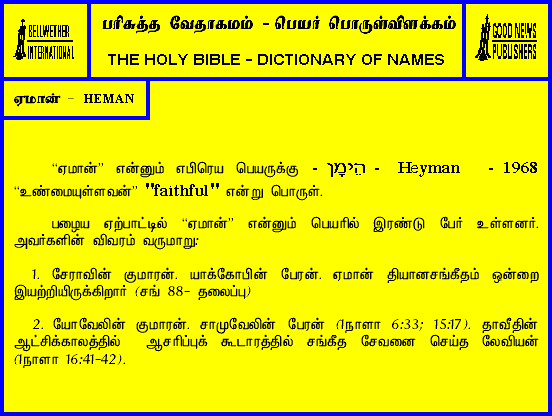 BELLWETHER
INTERNATIONAL
பரிசுத்த வேதாகமம் - பெயர் பொருள்விளக்கம்
THE HOLY BIBLE - DICTIONARY OF NAMES
GOOD NEWS
PUBLISHERS
ஏமான் - HEMAN
"ஏமான்" என்னும் எபிரெய பெயருக்கு - הֵימָן - Heyman - 1968
"உண்மையுள்ளவன்" "faithful" என்று பொருள்.
பழைய ஏற்பாட்டில் "ஏமான்" என்னும் பெயரில் இரண்டு பேர் உள்ளனர்.
அவர்களின் விவரம் வருமாறு:
1. சேராவின் குமாரன். யாக்கோபின் பேரன். ஏமான் தியானசங்கீதம் ஒன்றை
இயற்றியிருக்கிறார் (சங் 88- தலைப்பு)
2. யோவேலின் குமாரன். சாமுவேலின் பேரன் (1நாளா 6:33; 15:17). தாவீதின்
ஆட்சிக்காலத்தில் ஆசரிப்புக் கூடாரத்தில் சங்கீத சேவனை செய்த லேவியன்
(1நாளா 16:41-42).